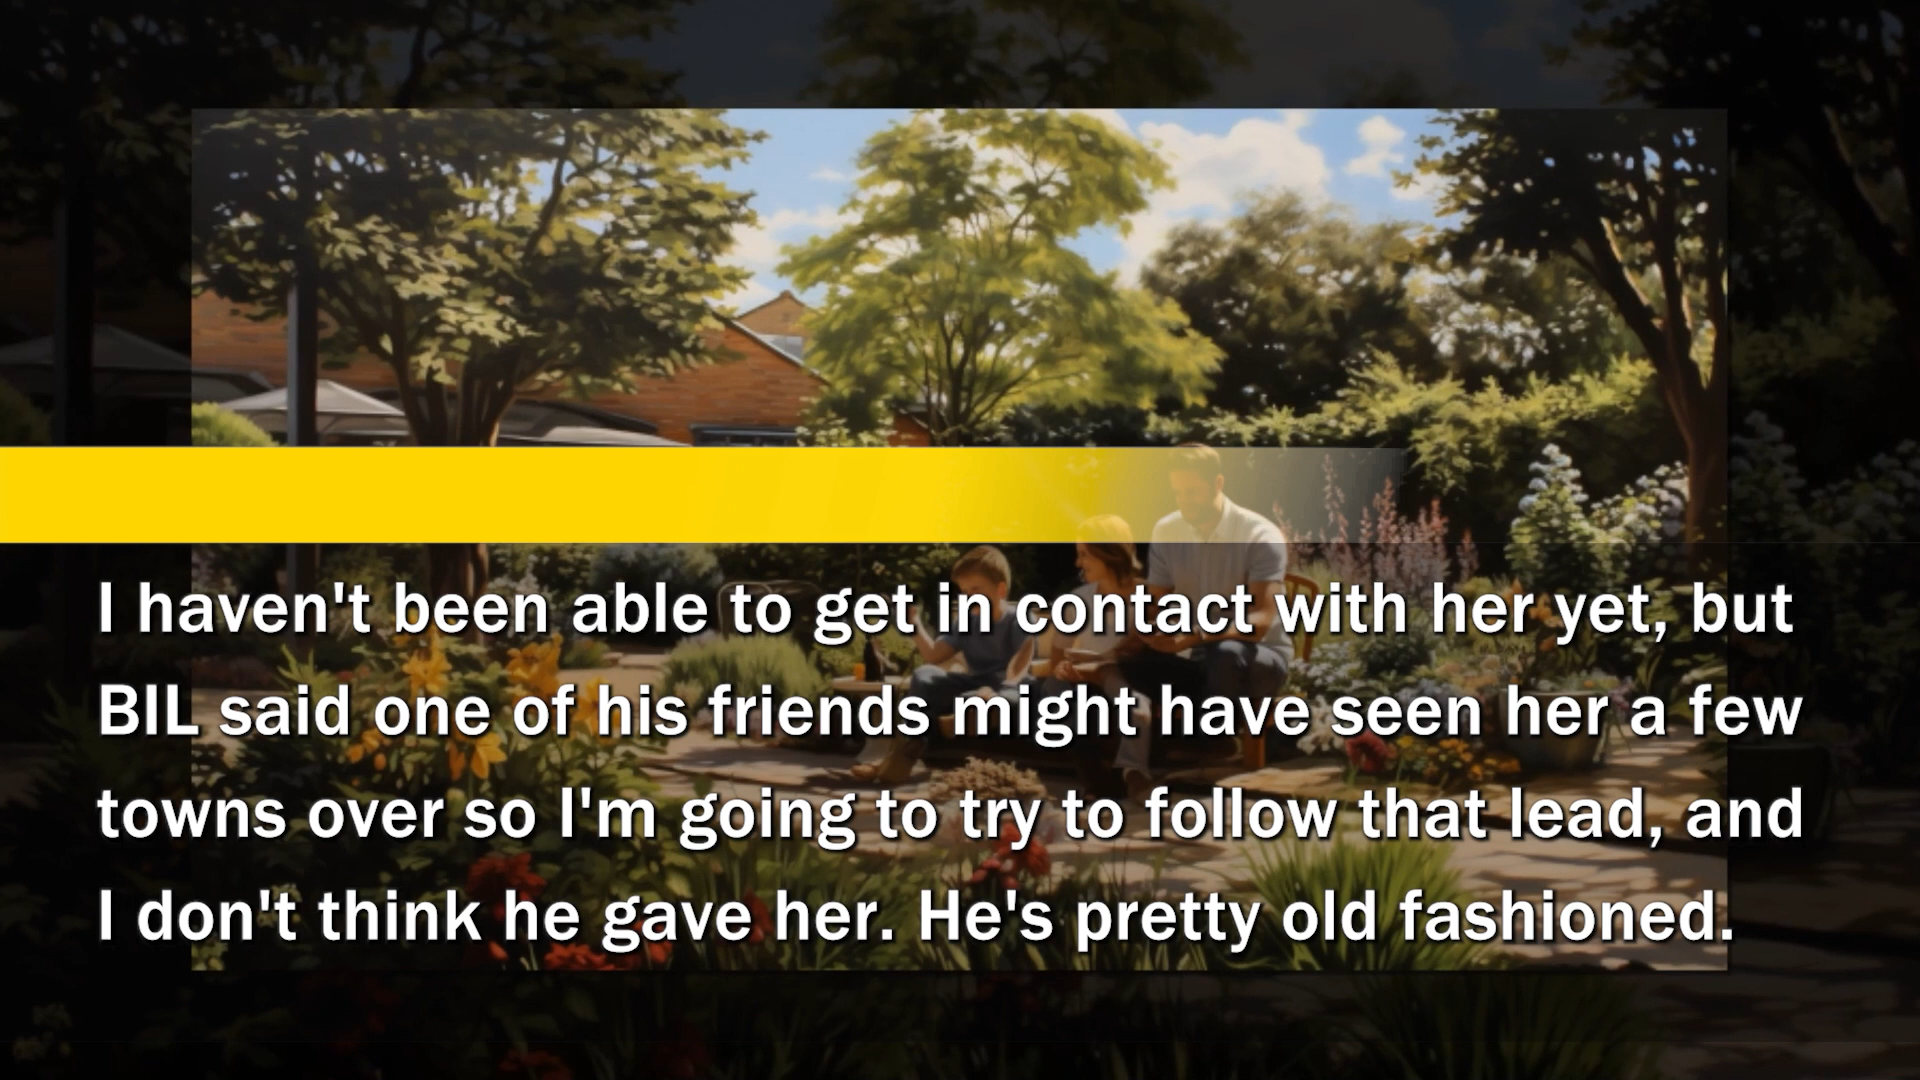 I haven't been able to get in contact with her yet, but
BIL said one of his friends might have seen her a few
towns over so I'm going to try to follow that lead, and
I don't think he gave her. He's pretty old fashioned.